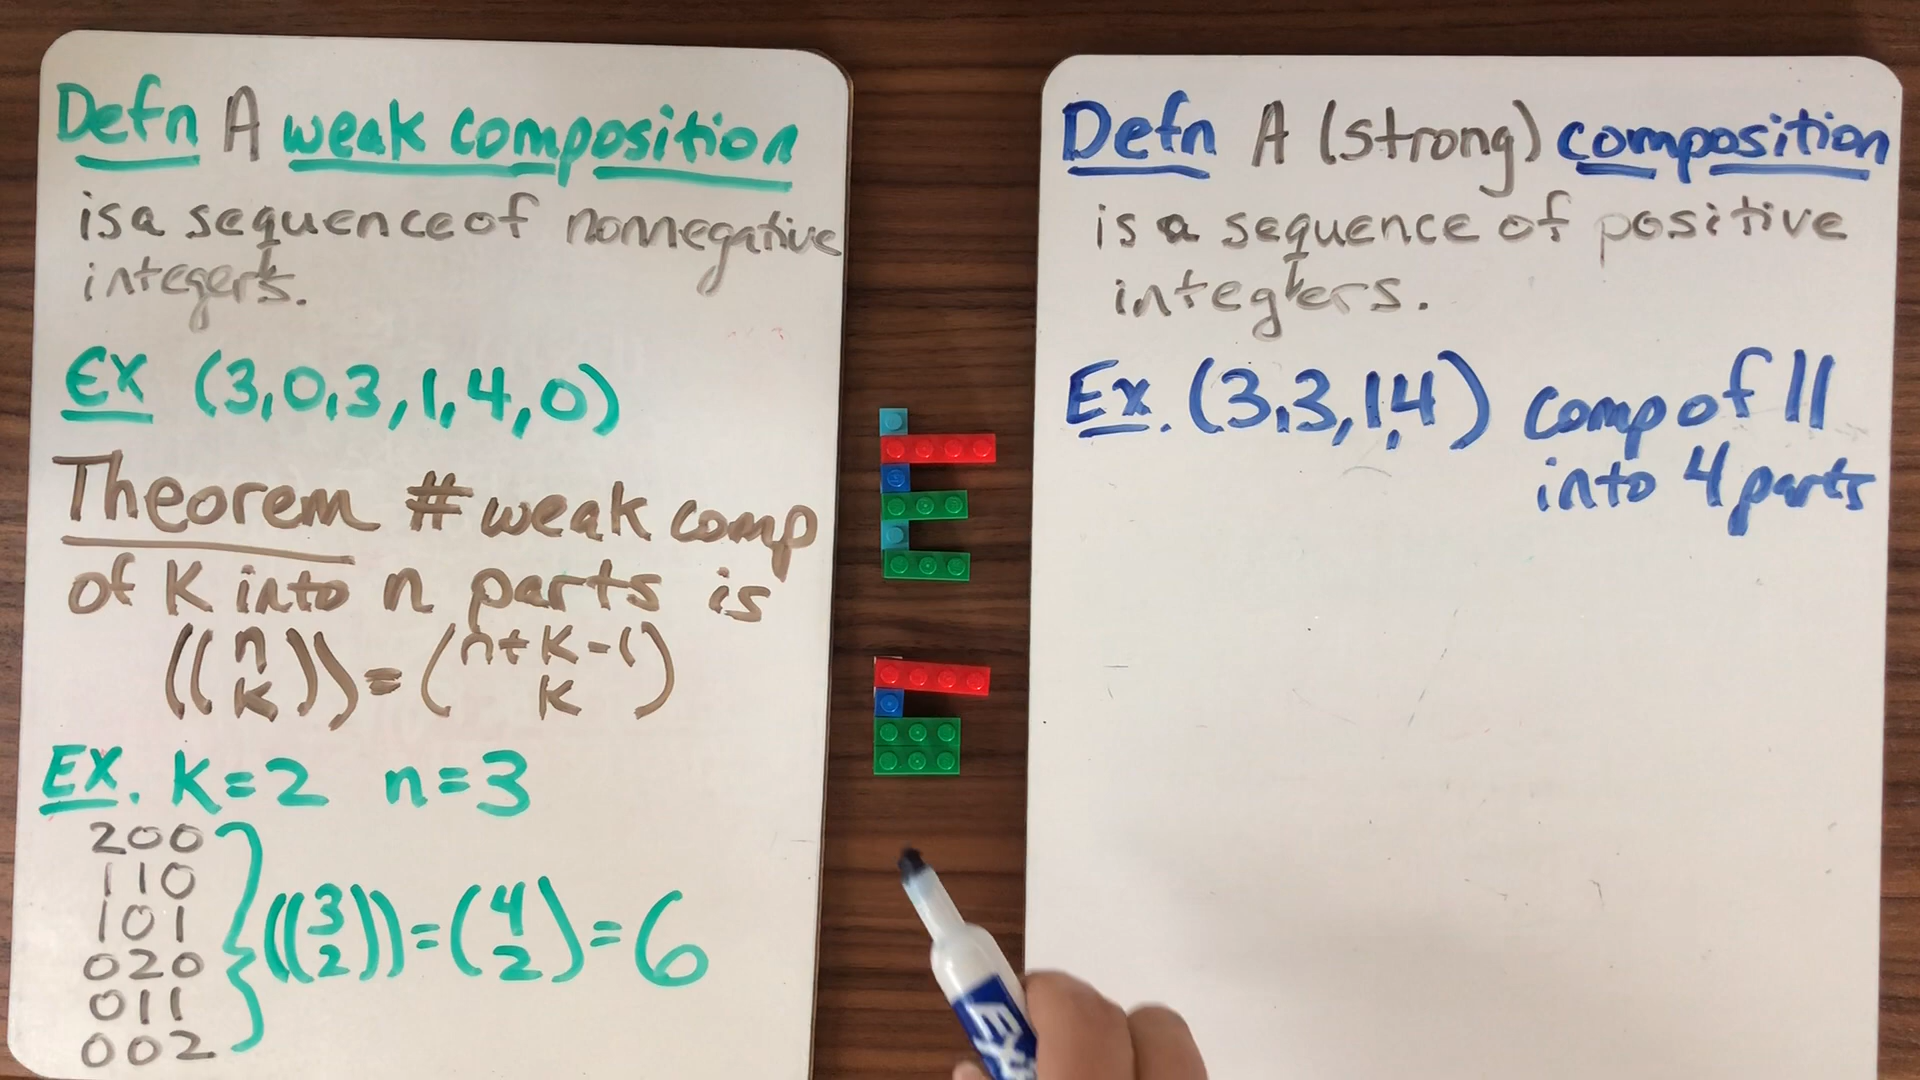 Defn A weak composition
is a sequence of nonnegative
integers.
Ex (3,0,3,1,4,0)
Theorem # weak comp
of K into n parts is
((n K)) = (n+K-1 K)
Ex. K=2 n=3
200
110
101
020
011
002
((3 2)) = (4 2) = 6
Defn A (strong) composition
is a sequence of positive
integers.
Ex. (3,3,1,4) comp of 11
into 4 parts